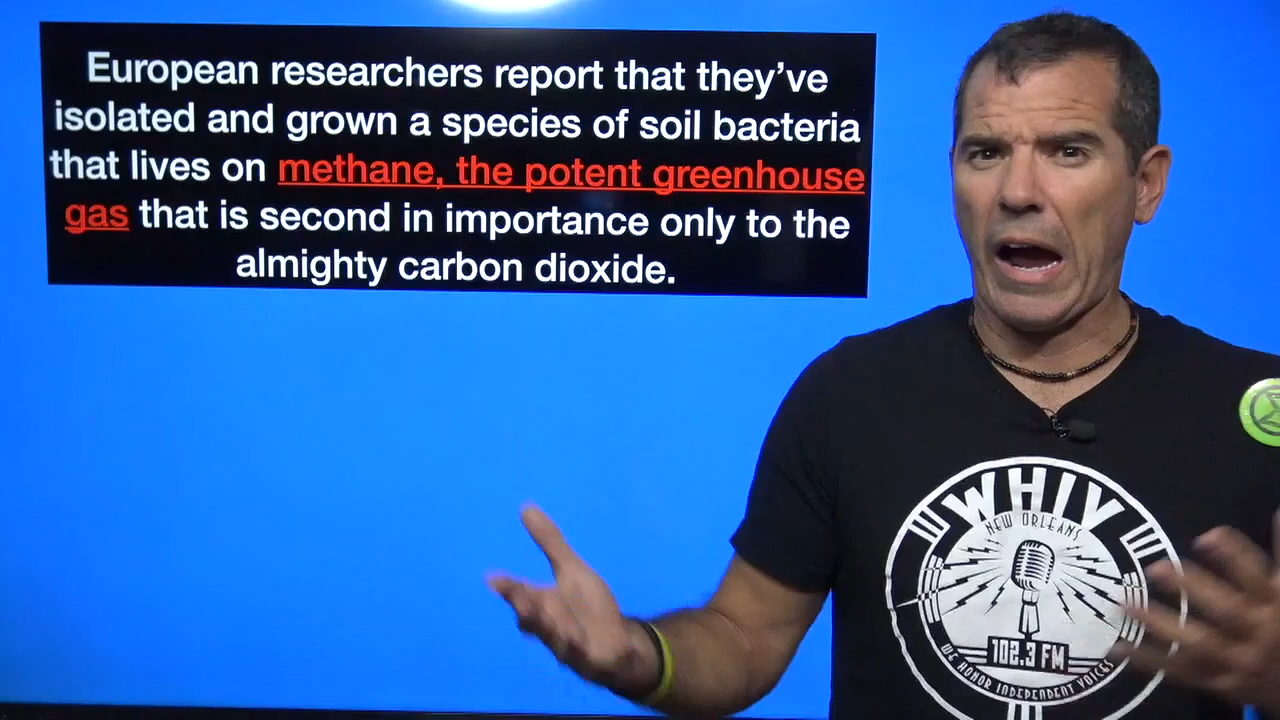 European researchers report that they've
isolated and grown a species of soil bacteria
that lives on methane, the potent greenhouse
gas that is second in importance only to the
almighty carbon dioxide.
WHIV
NEW ORLEANS
102.3 FM
WE HONOR INDEPENDENT VOICES